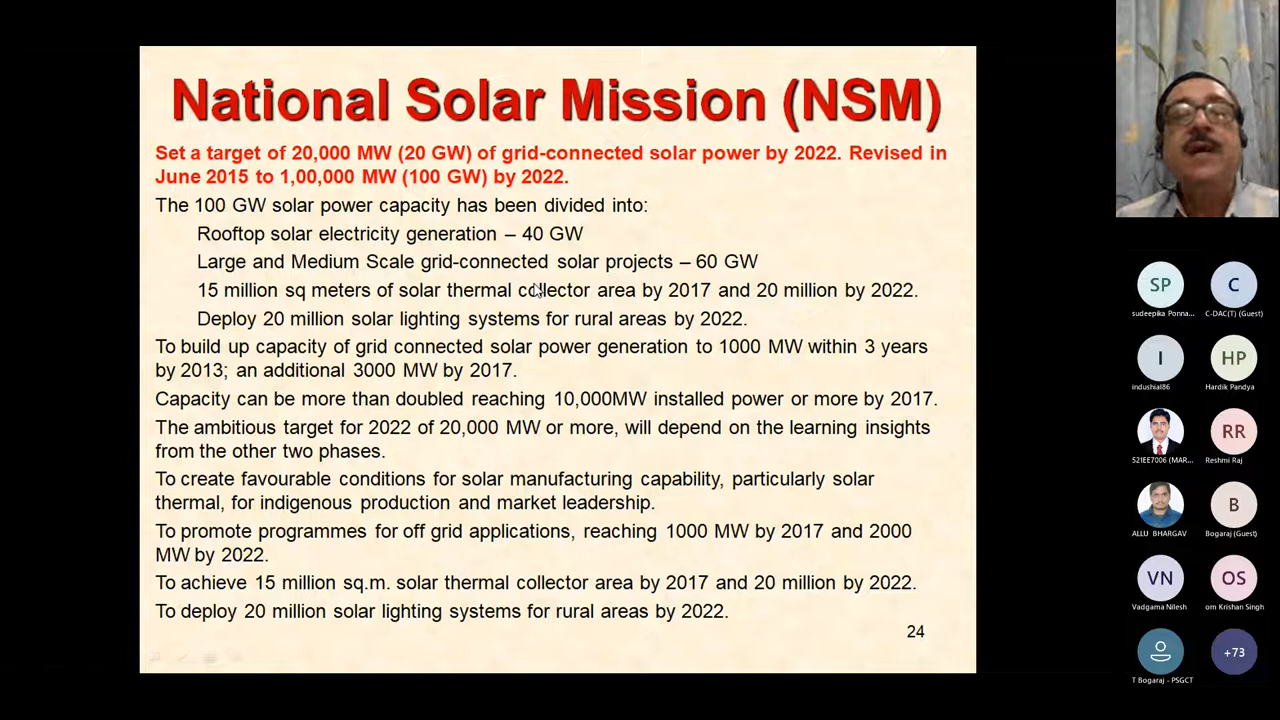 National Solar Mission (NSM)
Set a target of 20,000 MW (20 GW) of grid-connected solar power by 2022. Revised in
June 2015 to 1,00,000 MW (100 GW) by 2022.
The 100 GW solar power capacity has been divided into:
Rooftop solar electricity generation – 40 GW
Large and Medium Scale grid-connected solar projects – 60 GW
15 million sq meters of solar thermal collector area by 2017 and 20 million by 2022.
Deploy 20 million solar lighting systems for rural areas by 2022.
To build up capacity of grid connected solar power generation to 1000 MW within 3 years
by 2013; an additional 3000 MW by 2017.
Capacity can be more than doubled reaching 10,000MW installed power or more by 2017.
The ambitious target for 2022 of 20,000 MW or more, will depend on the learning insights
from the other two phases.
To create favourable conditions for solar manufacturing capability, particularly solar
thermal, for indigenous production and market leadership.
To promote programmes for off grid applications, reaching 1000 MW by 2017 and 2000
MW by 2022.
To achieve 15 million sq.m. solar thermal collector area by 2017 and 20 million by 2022.
To deploy 20 million solar lighting systems for rural areas by 2022.
24
SP C
sudeepika Ponna... C-DAC(T) (Guest)
I HP
indushial86 Hardik Pandya
RR
521EE7006 (MAR... Reshmi Raj
B
ALLU BHARGAV Bogaraj (Guest)
VN OS
Vadgama Nilesh om Krishan Singh
+73
T Bogaraj - PSGCT